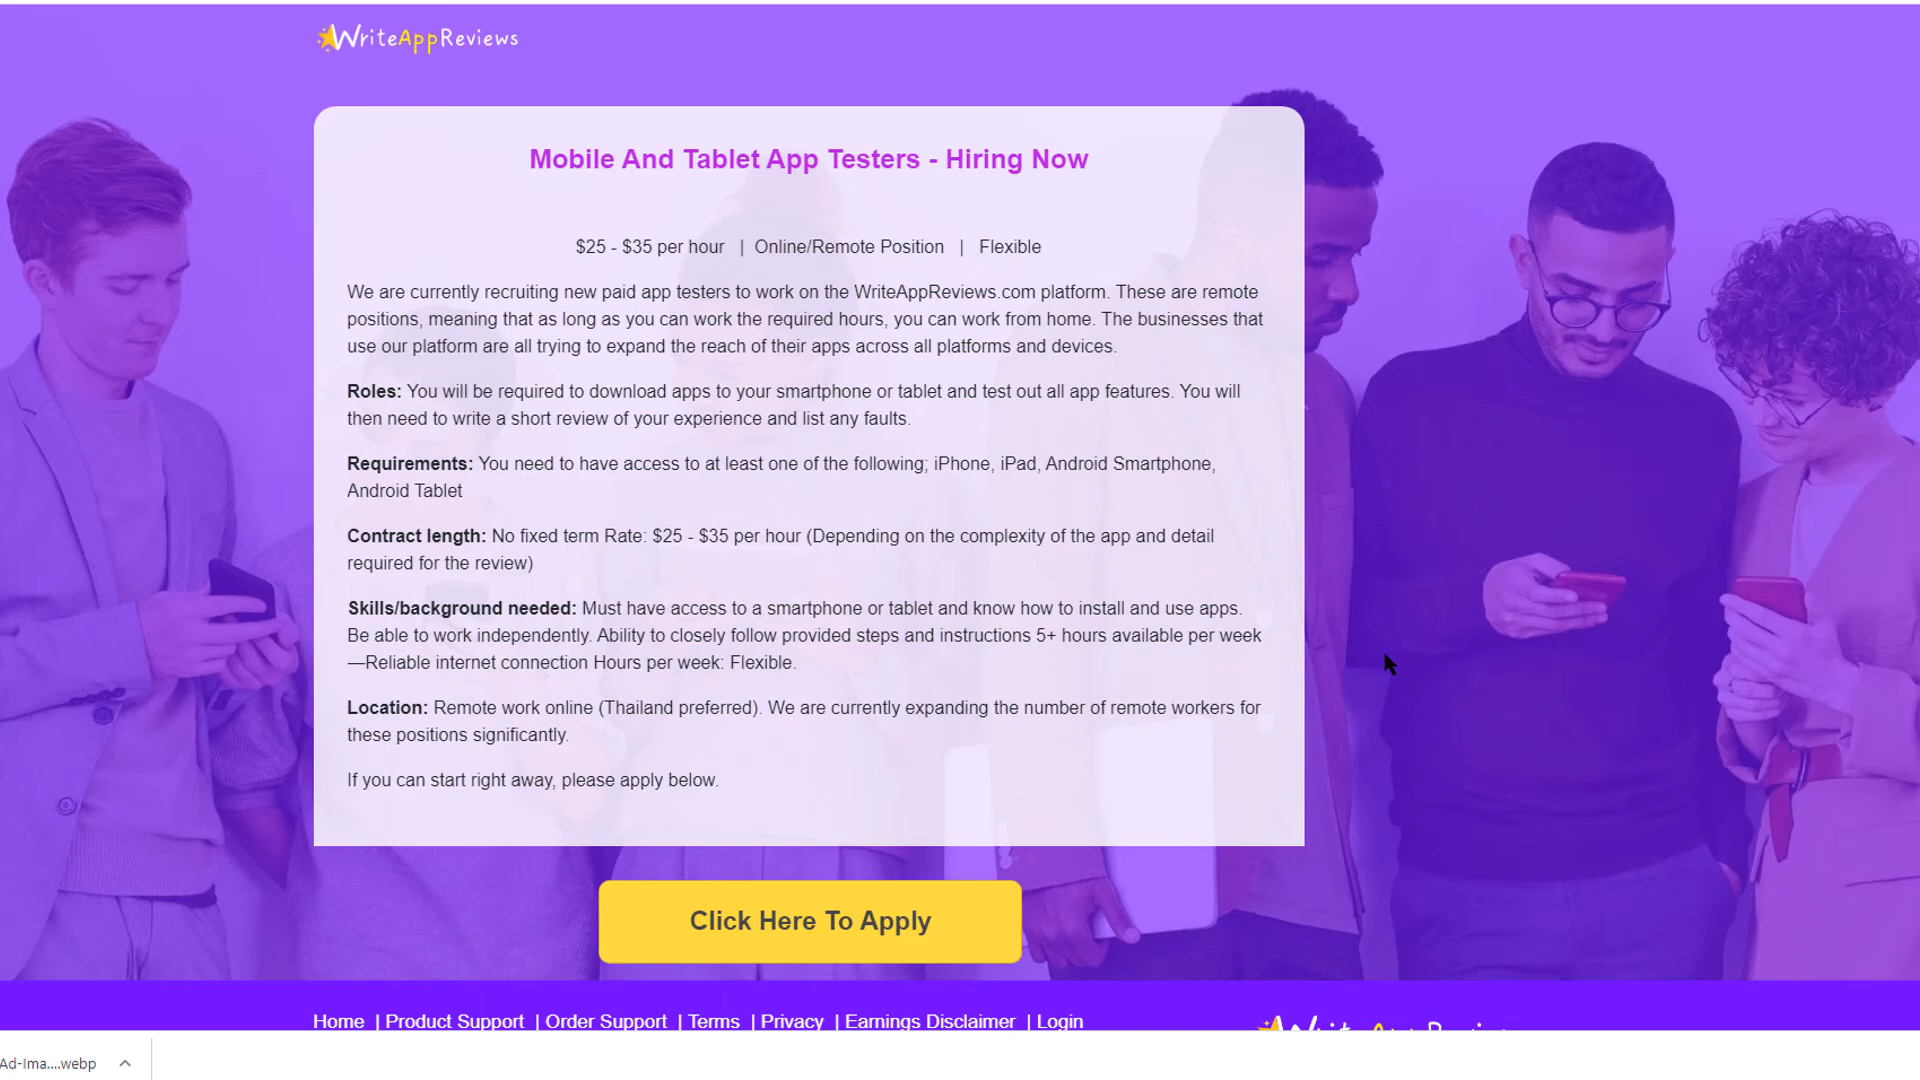 WriteAppReviews
Mobile And Tablet App Testers - Hiring Now
$25 - $35 per hour | Online/Remote Position | Flexible
We are currently recruiting new paid app testers to work on the WriteAppReviews.com platform. These are remote
positions, meaning that as long as you can work the required hours, you can work from home. The businesses that
use our platform are all trying to expand the reach of their apps across all platforms and devices.
Roles: You will be required to download apps to your smartphone or tablet and test out all app features. You will
then need to write a short review of your experience and list any faults.
Requirements: You need to have access to at least one of the following; iPhone, iPad, Android Smartphone,
Android Tablet
Contract length: No fixed term Rate: $25 - $35 per hour (Depending on the complexity of the app and detail
required for the review)
Skills/background needed: Must have access to a smartphone or tablet and know how to install and use apps.
Be able to work independently. Ability to closely follow provided steps and instructions 5+ hours available per week
—Reliable internet connection Hours per week: Flexible.
Location: Remote work online (Thailand preferred). We are currently expanding the number of remote workers for
these positions significantly.
If you can start right away, please apply below.
Click Here To Apply
Home | Product Support | Order Support | Terms | Privacy | Earnings Disclaimer | Login
WriteAppReviews
Ad-Ima....webp